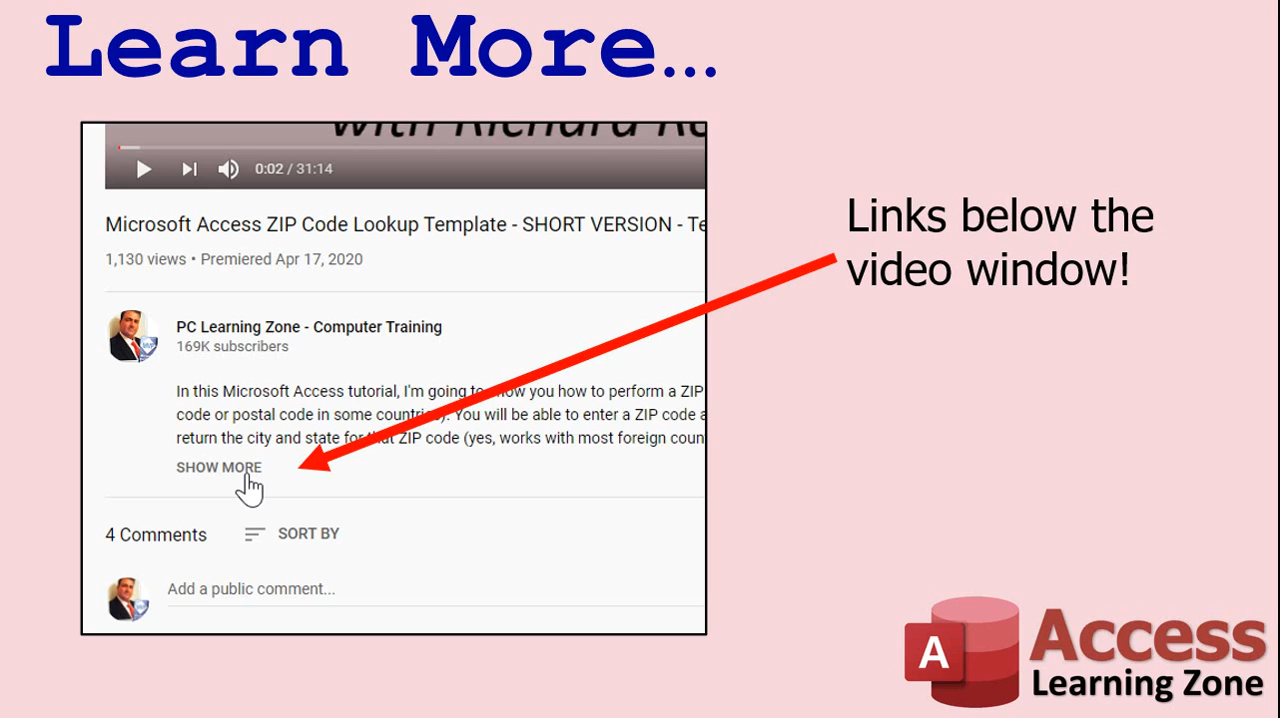 Learn More...
with Richard
0:02 / 31:14
Microsoft Access ZIP Code Lookup Template - SHORT VERSION -
1,130 views • Premiered Apr 17, 2020
Links below the
video window!
PC Learning Zone - Computer Training
169K subscribers
In this Microsoft Access tutorial, I'm going to show you how to perform a ZIP
code or postal code in some countries). You will be able to enter a ZIP code
return the city and state for that ZIP code (yes, works with most foreign
SHOW MORE
4 Comments SORT BY
Add a public comment...
A
Access
Learning Zone